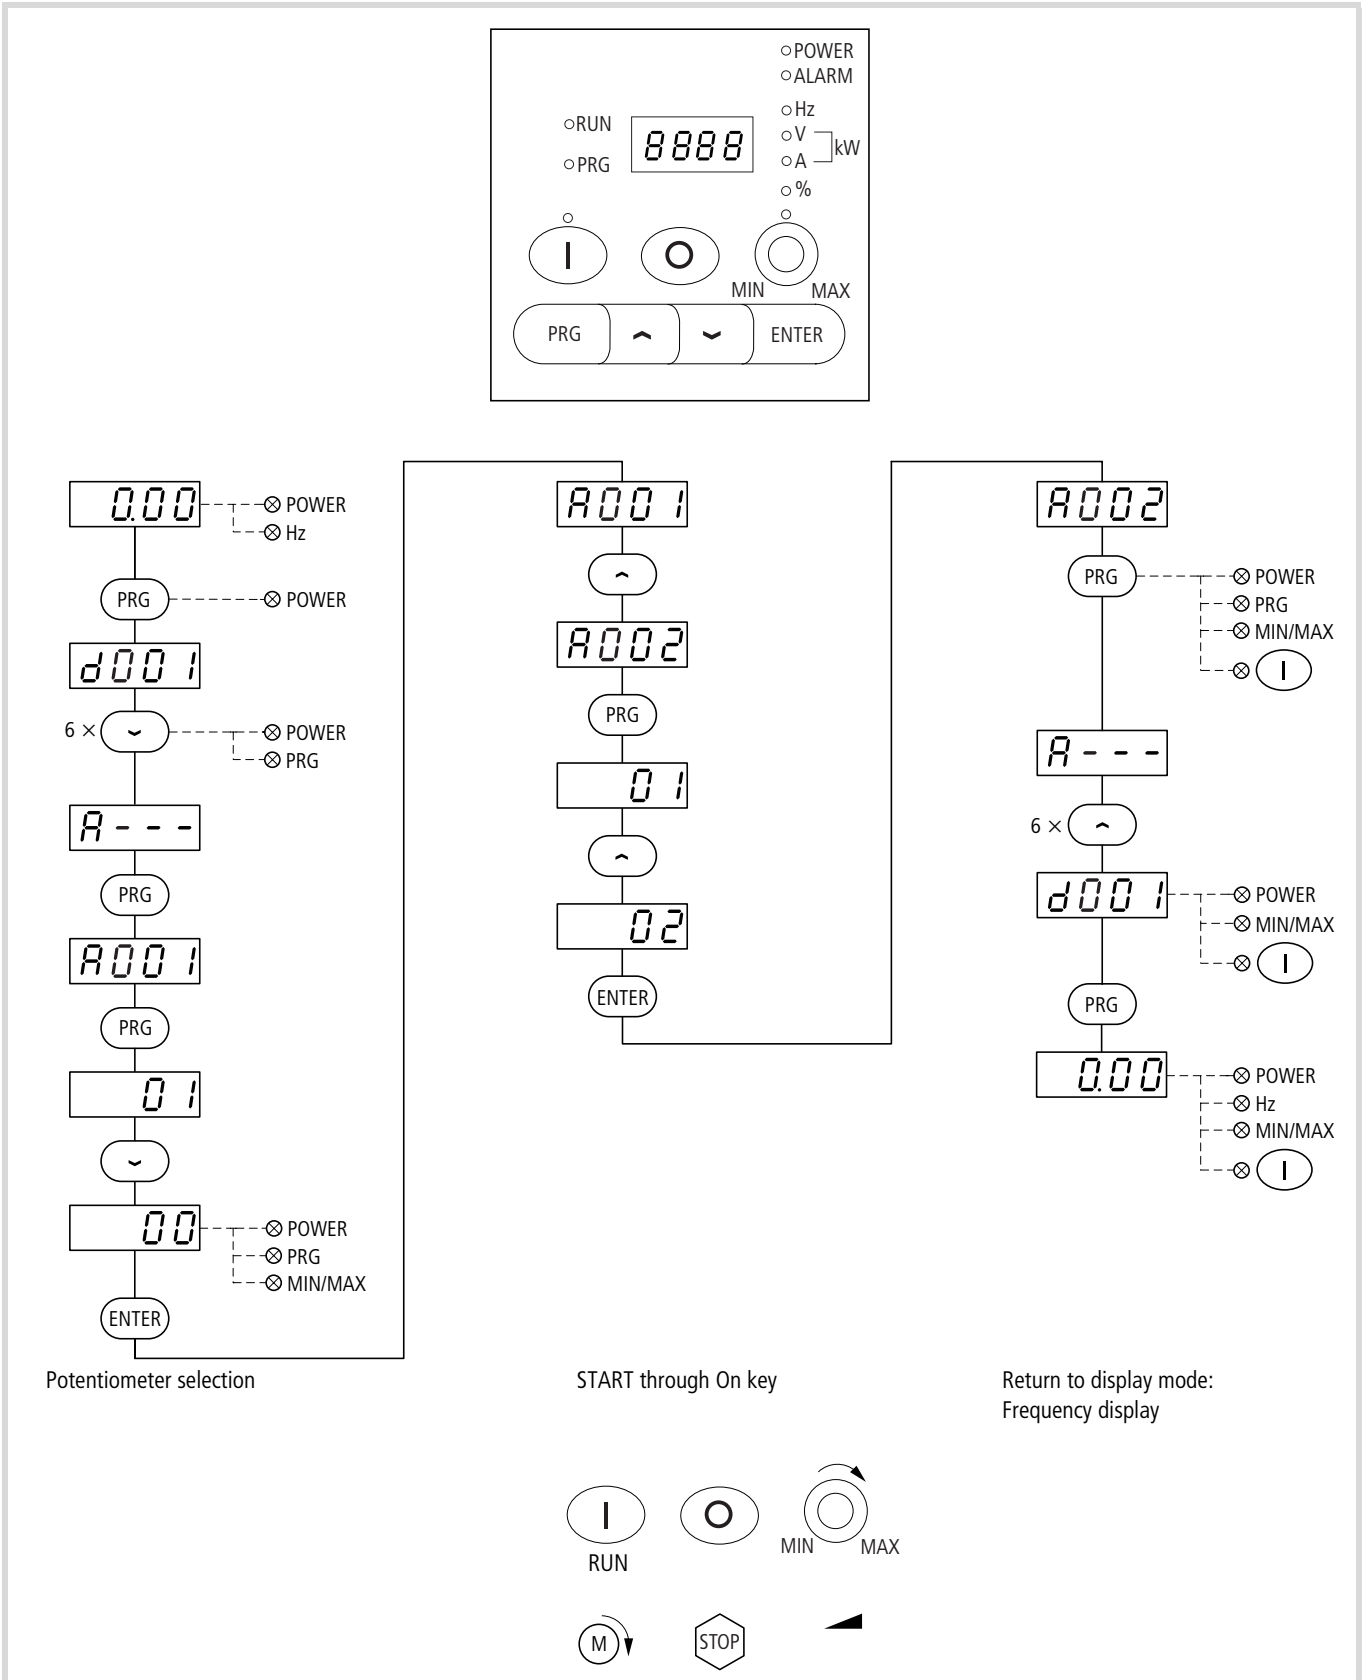 POWER
ALARM
Hz
RUN
V
8888
kW
PRG
A
%
MIN
MAX
PRG
ENTER
0.00
POWER
Hz
PRG
POWER
d001
6 ×
POWER
PRG
A---
PRG
A001
PRG
01
00
POWER
PRG
MIN/MAX
ENTER
Potentiometer selection
A001
A002
PRG
01
02
ENTER
START through On key
A002
PRG
POWER
PRG
MIN/MAX
A---
6 ×
d001
POWER
MIN/MAX
PRG
0.00
POWER
Hz
MIN/MAX
Return to display mode:
Frequency display
MIN
MAX
RUN
M
STOP